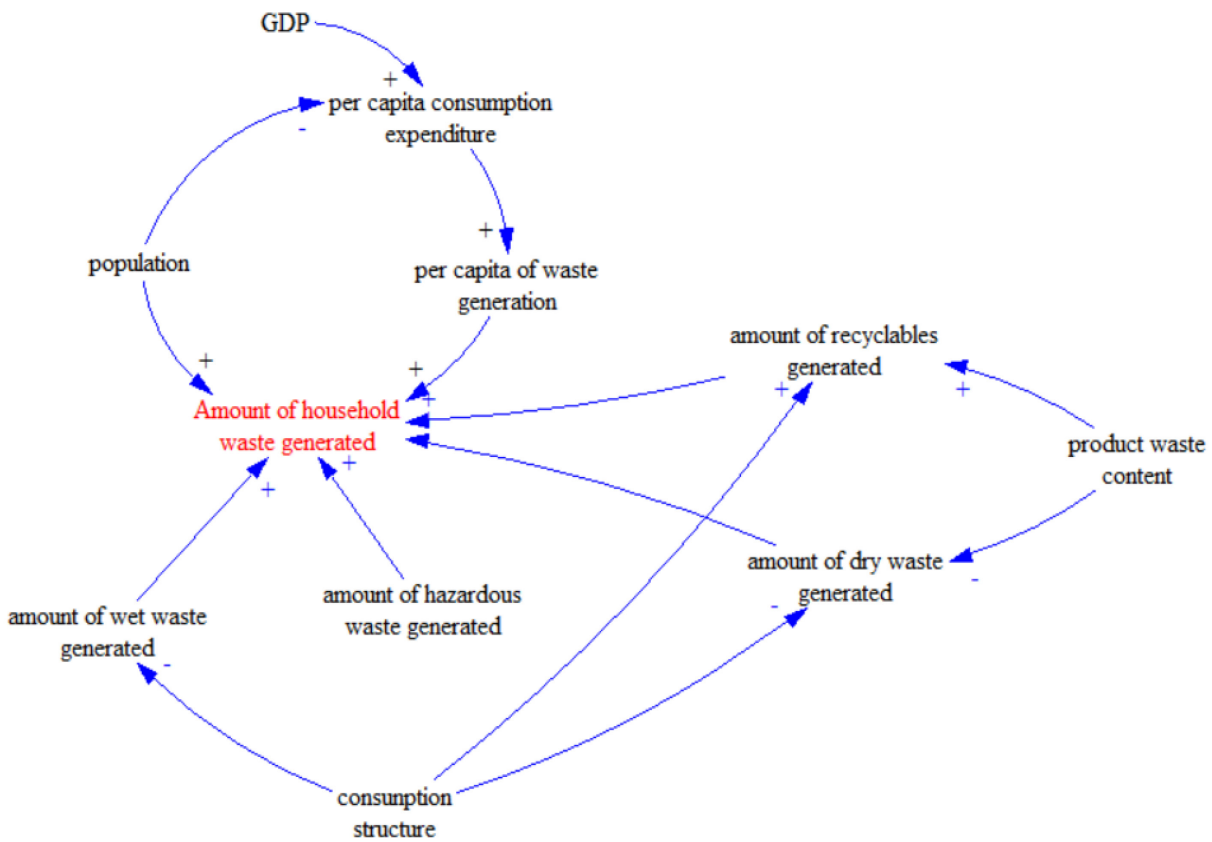 GDP
+
per capita consumption
expenditure
-
+
population
per capita of waste
generation
amount of recyclables
generated
+
+
+
+
+
Amount of household
waste generated
product waste
content
+
+
amount of dry waste
generated
-
-
amount of hazardous
waste generated
amount of wet waste
generated
-
consunption
structure